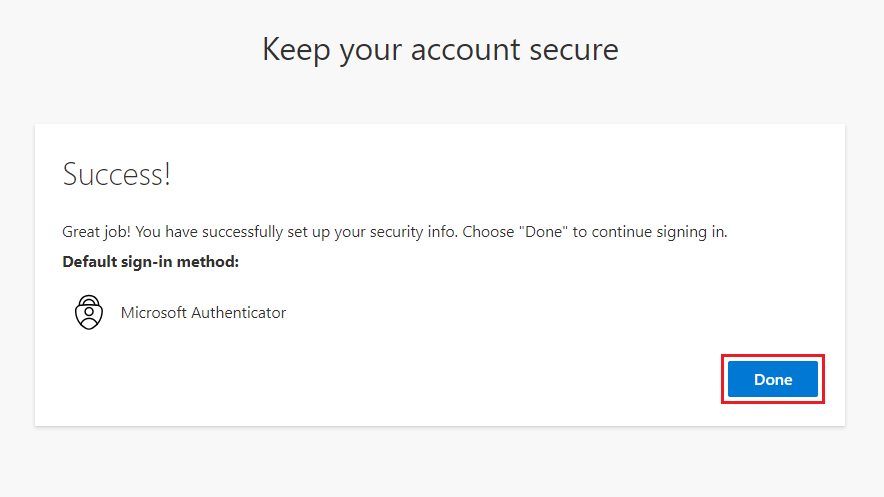 Keep your account secure
Success!
Great job! You have successfully set up your security info. Choose "Done" to continue signing in.
Default sign-in method:
Microsoft Authenticator
Done